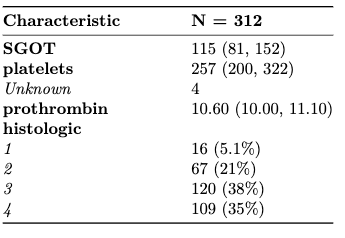 Characteristic N = 312
SGOT 115 (81, 152)
platelets 257 (200, 322)
Unknown 4
prothrombin 10.60 (10.00, 11.10)
histologic
1 16 (5.1%)
2 67 (21%)
3 120 (38%)
4 109 (35%)